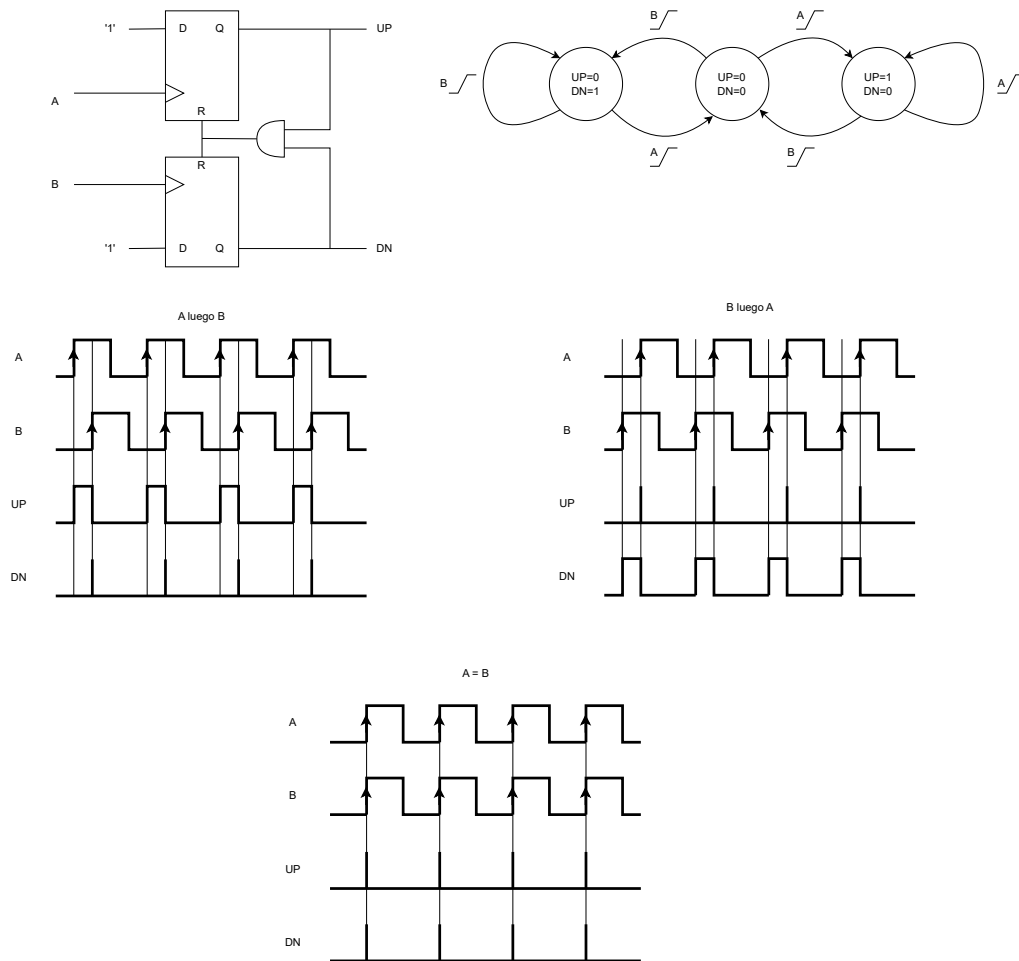 '1'
D
Q
UP
A
R
R
B
'1'
D
Q
DN
B
A
B
UP=0
DN=1
UP=0
DN=0
UP=1
DN=0
A
A
B
A luego B
A
B
UP
DN
B luego A
A
B
UP
DN
A = B
A
B
UP
DN